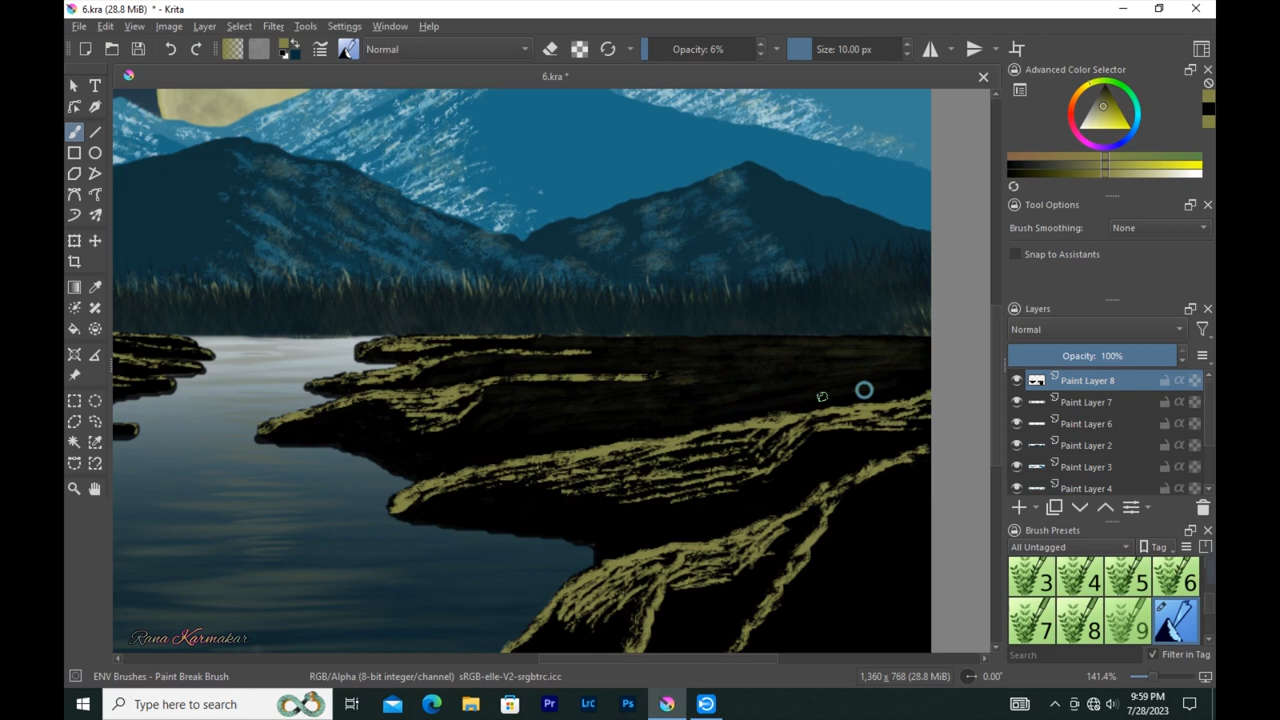 6.kra (28.8 MiB) * - Krita
File Edit View Image Layer Select Filter Tools Settings Window Help
Normal Opacity: 6% Size: 10.00 px
6.kra *
Advanced Color Selector
Tool Options
Brush Smoothing: None
Snap to Assistants
Layers
Normal
Opacity: 100%
Paint Layer 8
Paint Layer 7
Paint Layer 6
Paint Layer 2
Paint Layer 3
Paint Layer 4
Brush Presets
All Untagged Tag
3 4 5 6
7 8 9
Rana Karmakar
Search Filter in Tag
ENV Brushes - Paint Break Brush RGB/Alpha (8-bit integer/channel) sRGB-elle-V2-srgbtrc.icc 1,360 x 768 (28.8 MiB) 0.00° 141.4%
Type here to search Pr Lrc Ps 9:59 PM
7/28/2023